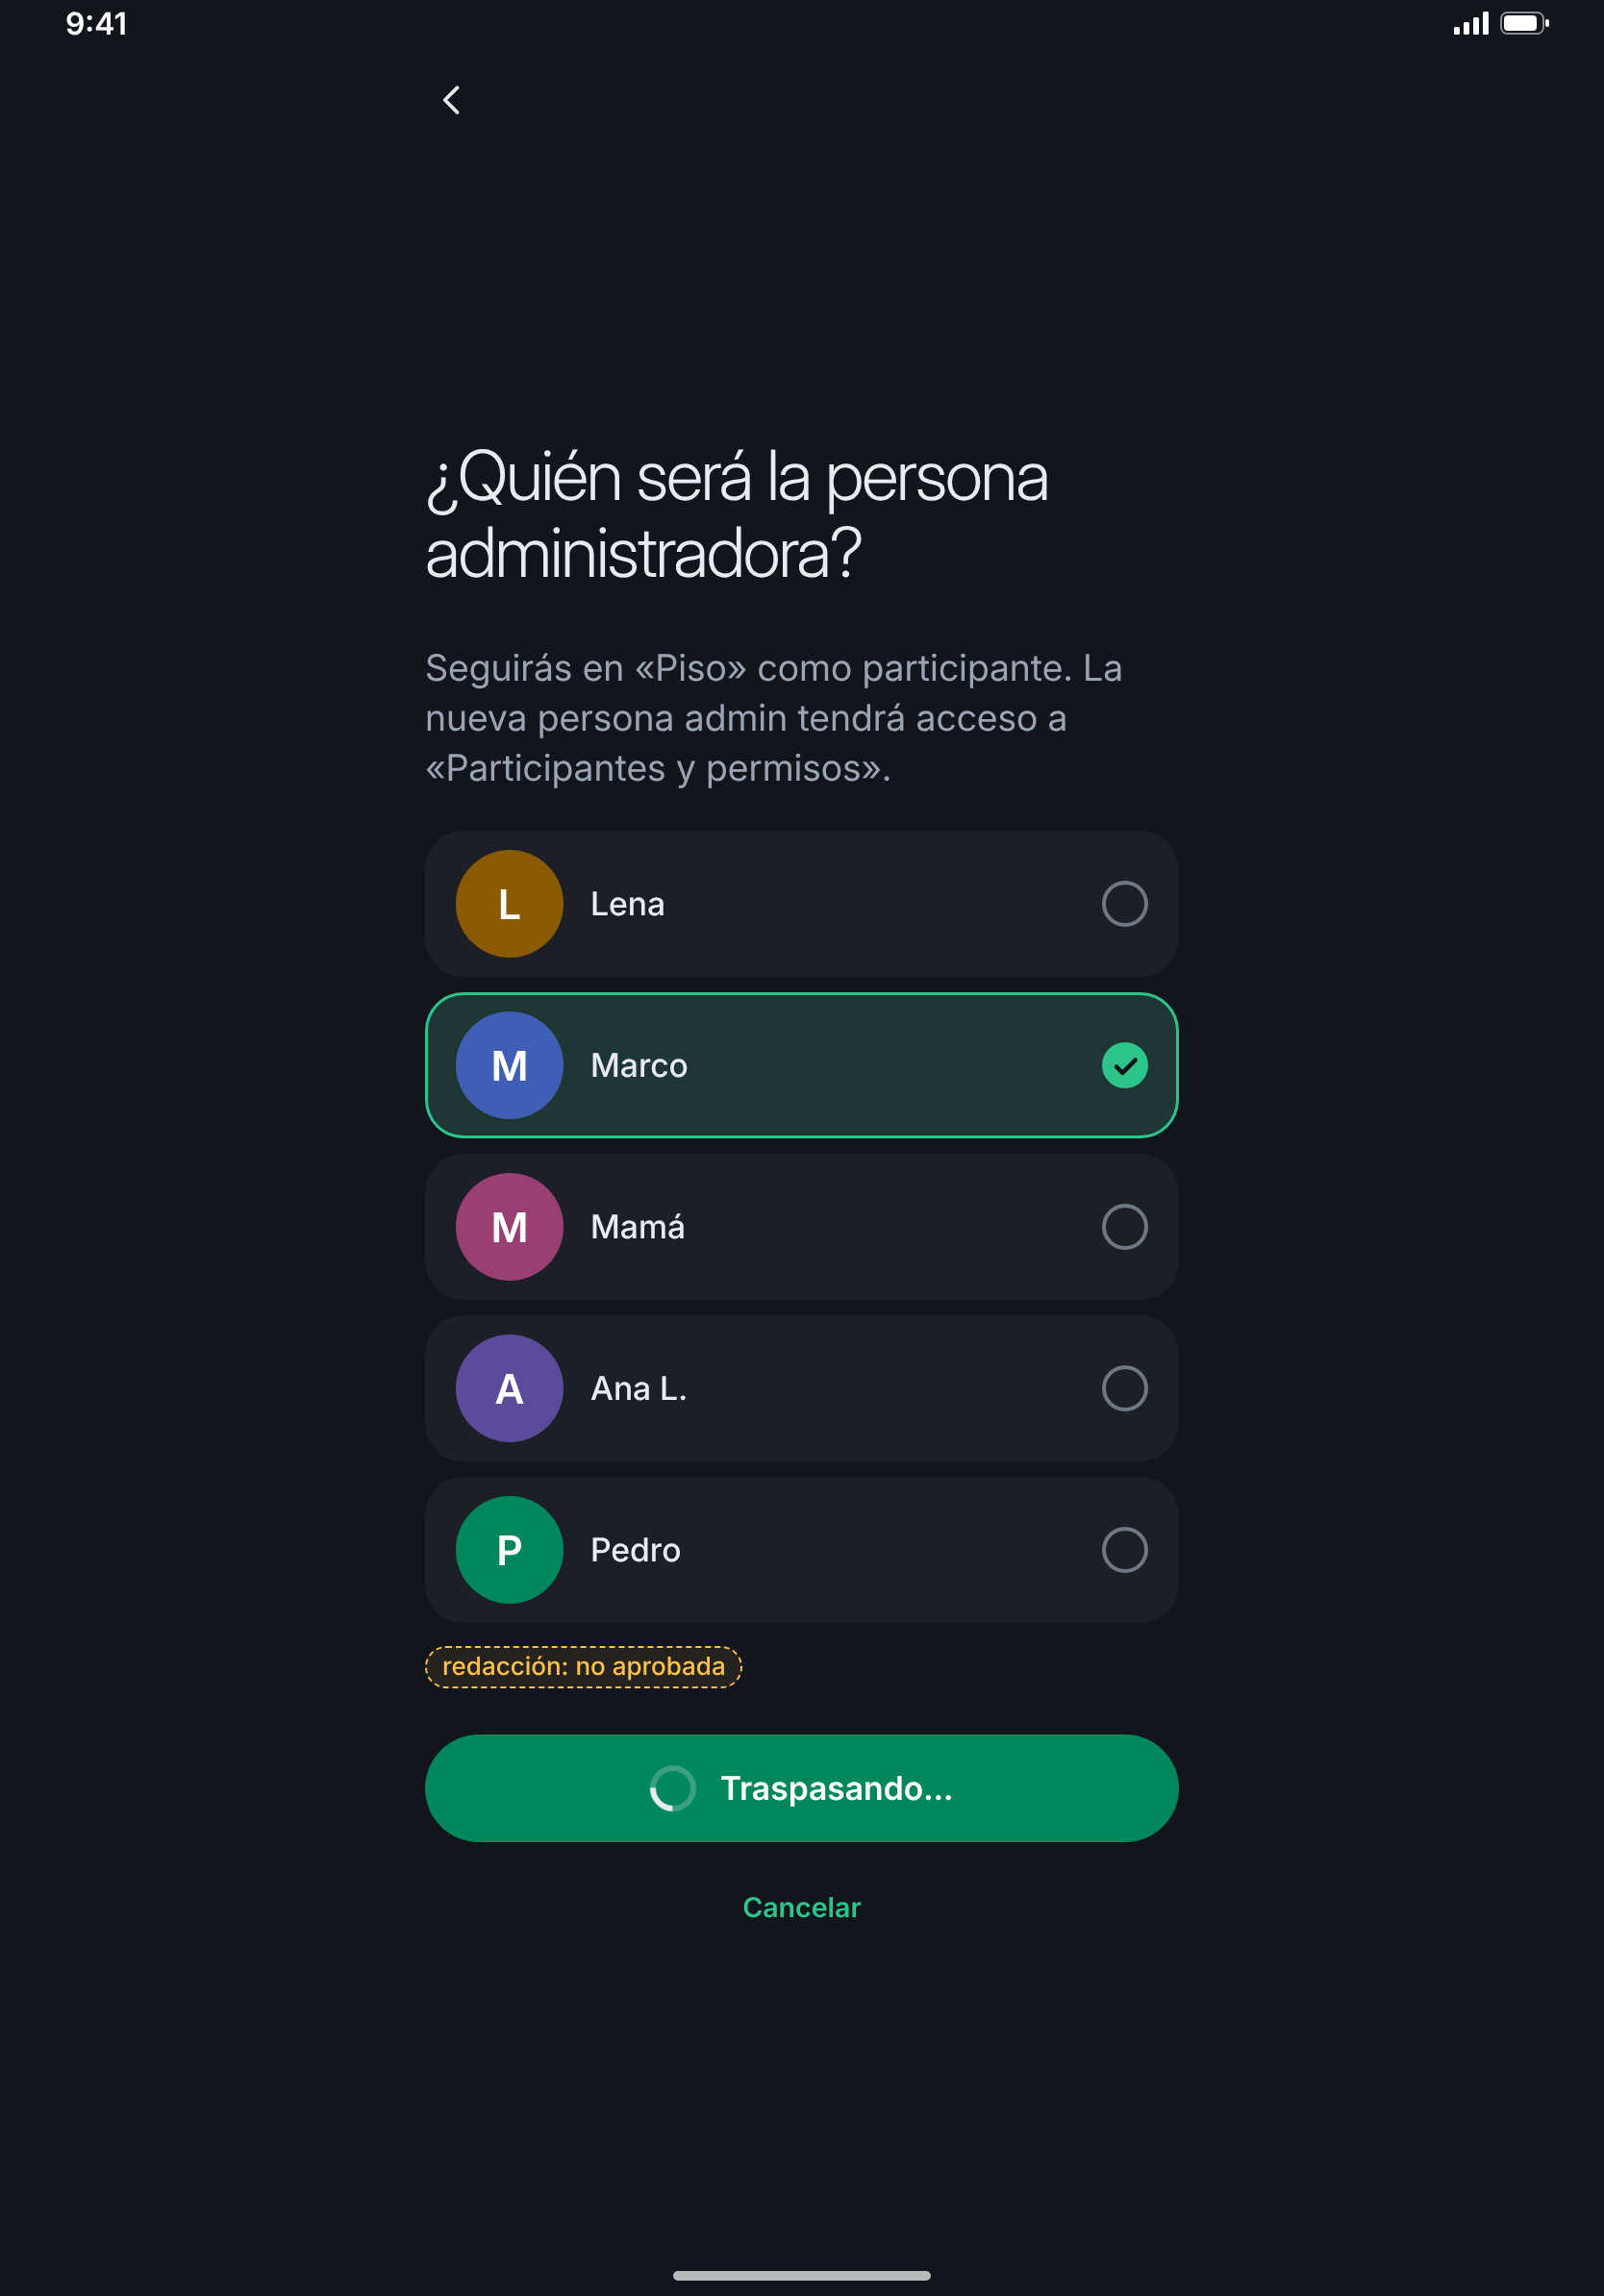 9:41
¿Quién será la persona
administradora?
Seguirás en «Piso» como participante. La
nueva persona admin tendrá acceso a
«Participantes y permisos».
L Lena
M Marco
M Mamá
A Ana L.
P Pedro
redacción: no aprobada
Traspasando…
Cancelar